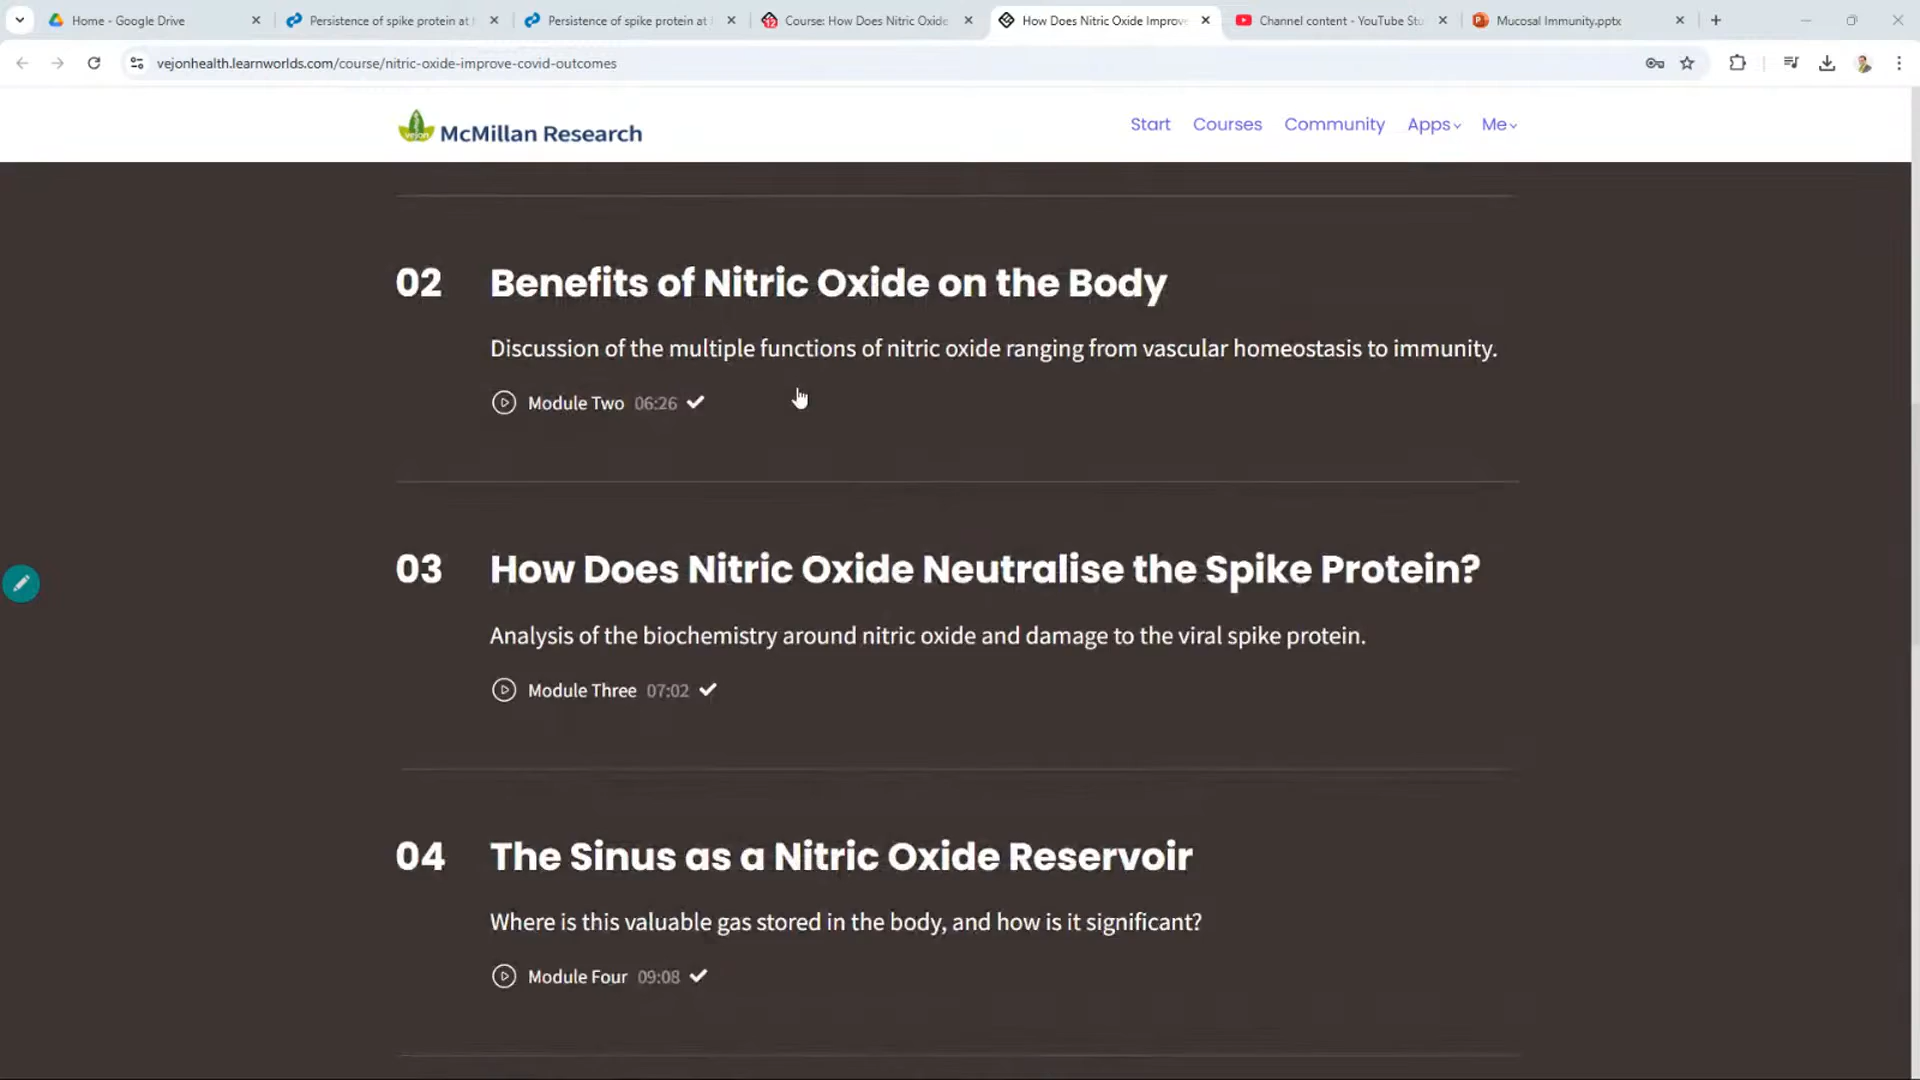 Home - Google Drive
Persistence of spike protein at
Persistence of spike protein at
Course: How Does Nitric Oxide
How Does Nitric Oxide Improve
Channel content - YouTube Stu
Mucosal Immunity.pptx
vejonhealth.learnworlds.com/course/nitric-oxide-improve-covid-outcomes
vejon
McMillan Research
Start
Courses
Community
Apps
Me
02 Benefits of Nitric Oxide on the Body
Discussion of the multiple functions of nitric oxide ranging from vascular homeostasis to immunity.
Module Two 06:26
03 How Does Nitric Oxide Neutralise the Spike Protein?
Analysis of the biochemistry around nitric oxide and damage to the viral spike protein.
Module Three 07:02
04 The Sinus as a Nitric Oxide Reservoir
Where is this valuable gas stored in the body, and how is it significant?
Module Four 09:08